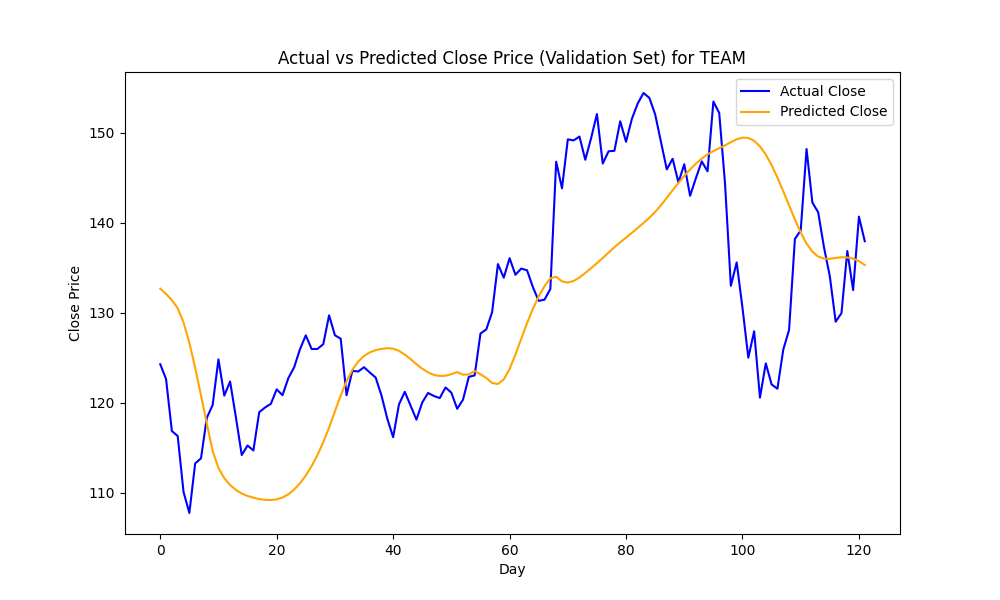 Actual vs Predicted Close Price (Validation Set) for TEAM
Actual Close
Predicted Close
Close Price
150
140
130
120
110
0 20 40 60 80 100 120
Day